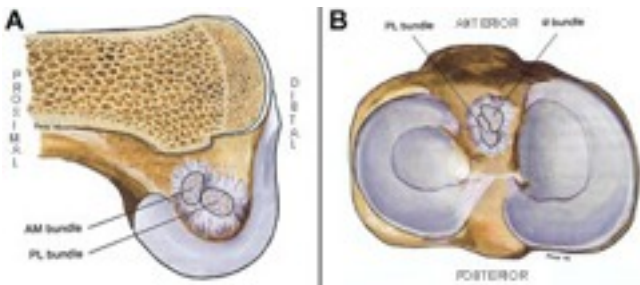 A
PROXIMAL
DISTAL
AM bundle
PL bundle
B
PL bundle
ANTERIOR
bundle
POSTERIOR